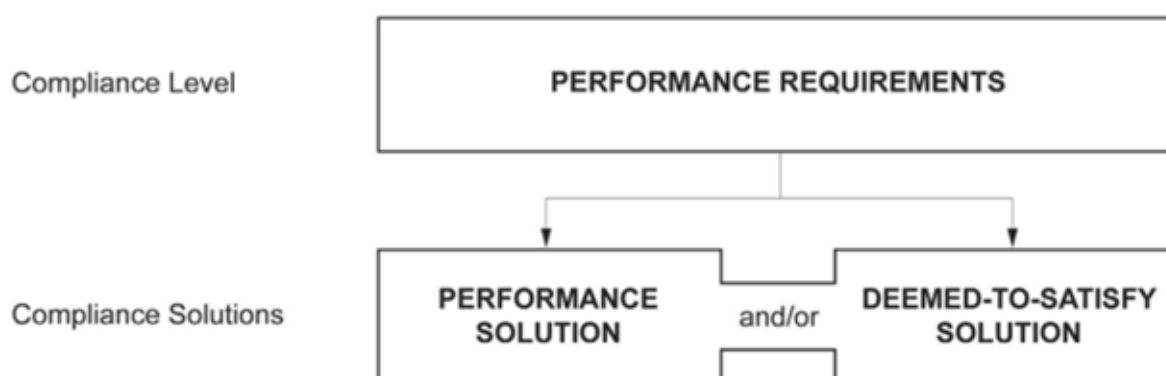 Compliance Level
PERFORMANCE REQUIREMENTS
Compliance Solutions
PERFORMANCE
SOLUTION
and/or
DEEMED-TO-SATISFY
SOLUTION